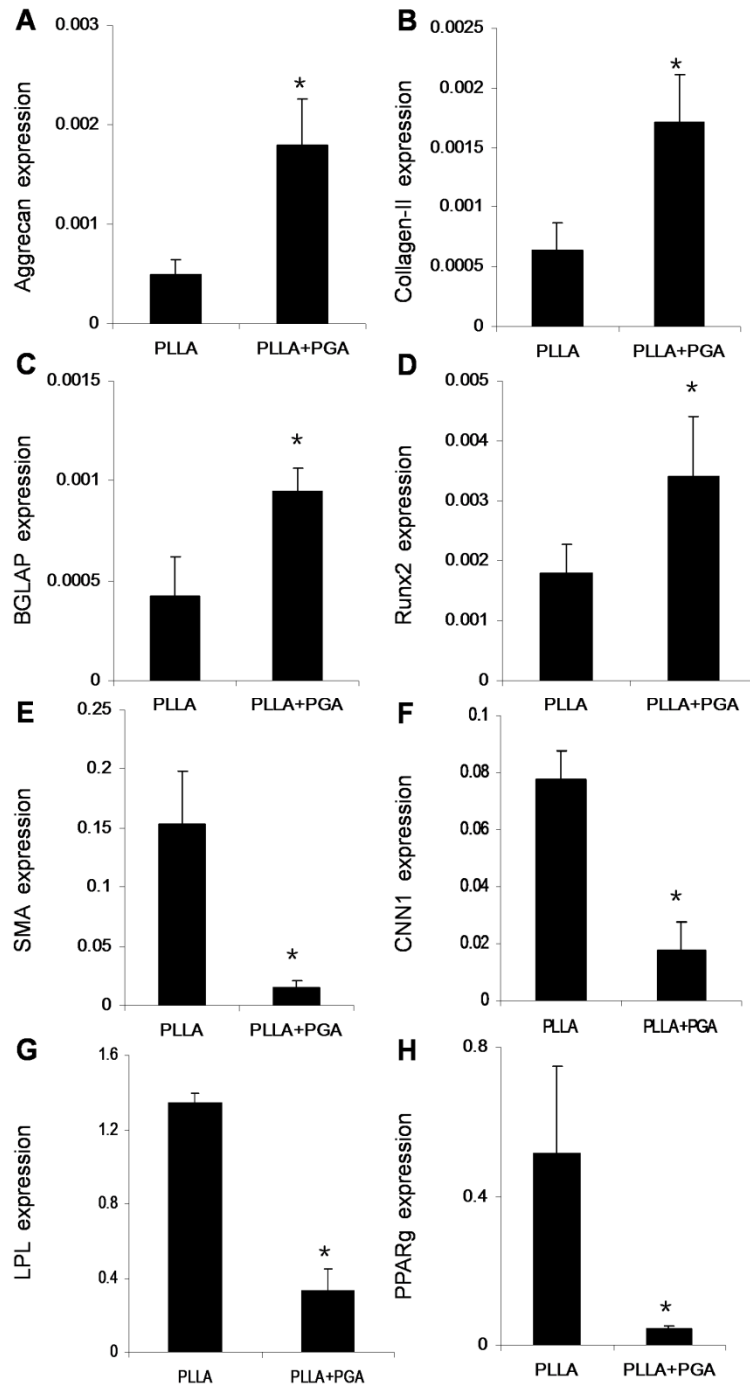 A
Aggrecan expression
0.003
0.002
0.001
0
*
PLLA
PLLA+PGA
B
Collagen-II expression
0.0025
0.002
0.0015
0.001
0.0005
0
*
PLLA
PLLA+PGA
C
BGLAP expression
0.0015
0.001
0.0005
0
*
PLLA
PLLA+PGA
D
Runx2 expression
0.005
0.004
0.003
0.002
0.001
0
*
PLLA
PLLA+PGA
E
SMA expression
0.25
0.2
0.15
0.1
0.05
0
*
PLLA
PLLA+PGA
F
CNN1 expression
0.1
0.08
0.06
0.04
0.02
0
*
PLLA
PLLA+PGA
G
LPL expression
1.6
1.2
0.8
0.4
0
*
PLLA
PLLA+PGA
H
PPARg expression
0.8
0.4
0
*
PLLA
PLLA+PGA